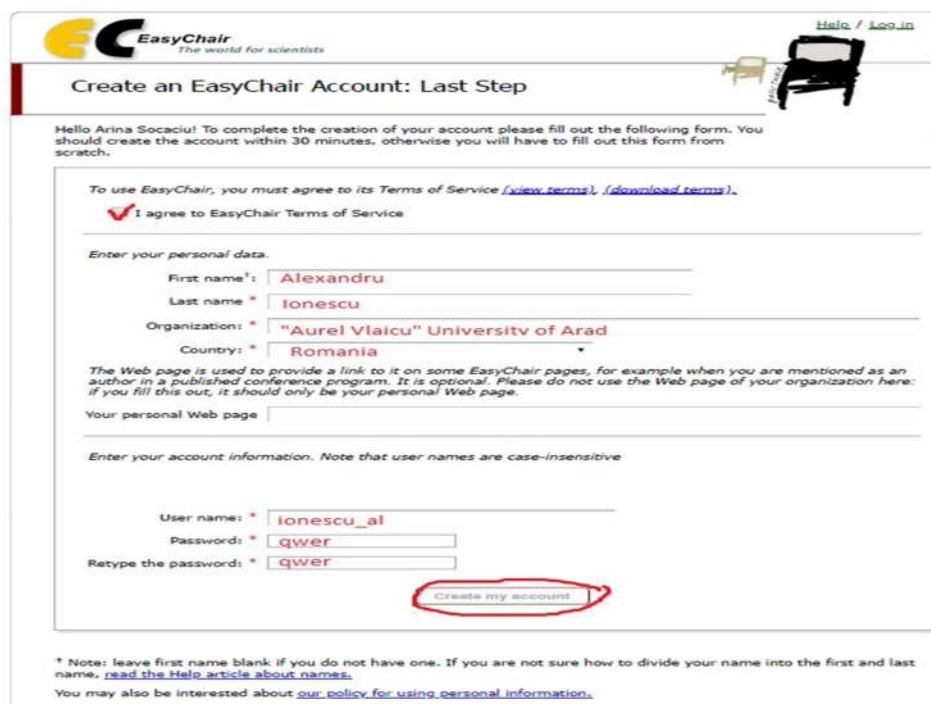 EasyChair
The world for scientists
Help / Log in
Create an EasyChair Account: Last Step
Hello Arina Socaciu! To complete the creation of your account please fill out the following form. You
should create the account within 30 minutes, otherwise you will have to fill out this form from
scratch.
To use EasyChair, you must agree to its Terms of Service (view terms), (download terms).
I agree to EasyChair Terms of Service
Enter your personal data.
First name†: Alexandru
Last name * Ionescu
Organization: * "Aurel Vlaicu" University of Arad
Country: * Romania
The Web page is used to provide a link to it on some EasyChair pages, for example when you are mentioned as an
author in a published conference program. It is optional. Please do not use the Web page of your organization here:
if you fill this out, it should only be your personal Web page.
Your personal Web page
Enter your account information. Note that user names are case-insensitive
User name: * ionescu_al
Password: * qwer
Retype the password: * qwer
Create my account
† Note: leave first name blank if you do not have one. If you are not sure how to divide your name into the first and last
name, read the Help article about names.
You may also be interested about our policy for using personal information.